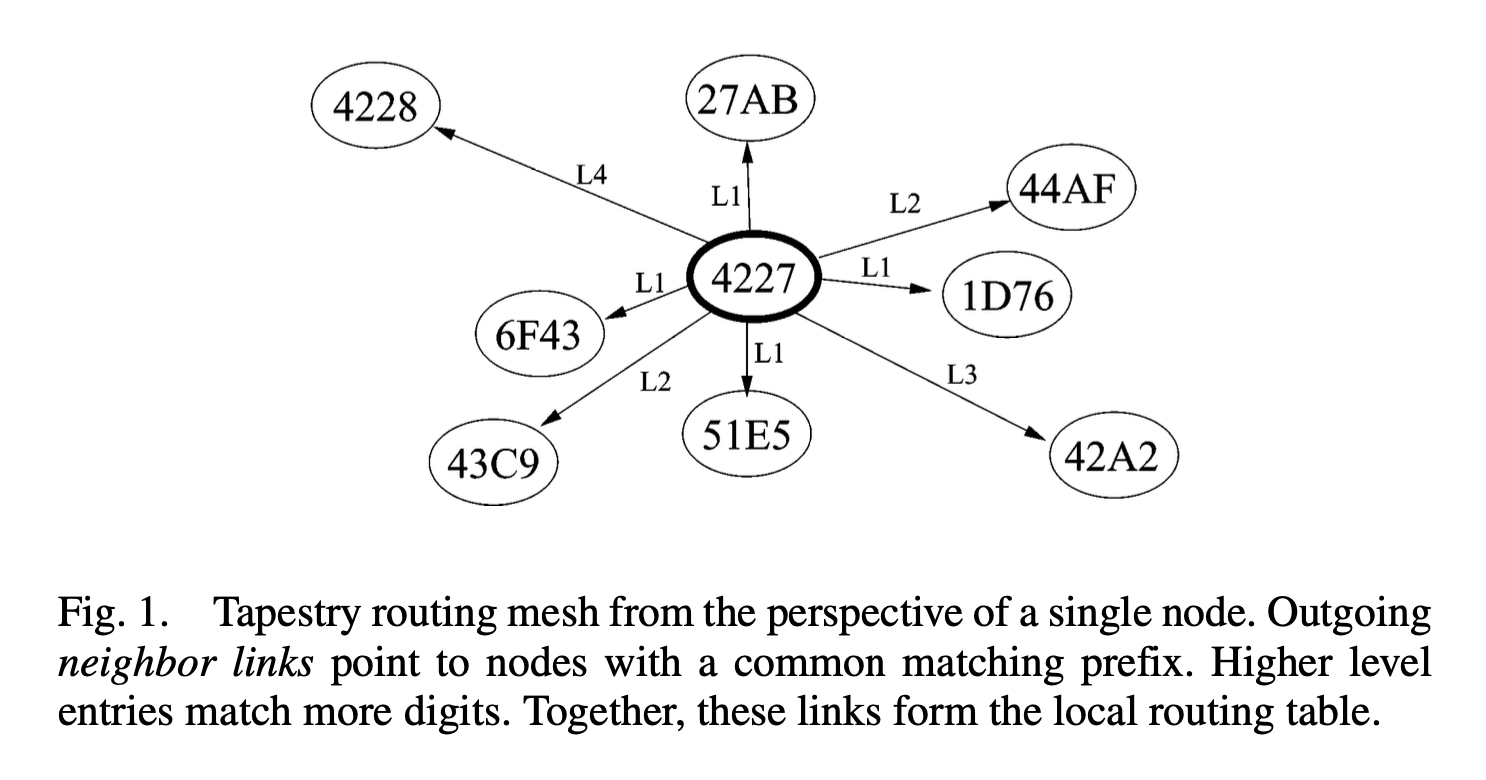 4228
27AB
44AF
L4
L1
L2
4227
L1
1D76
L1
6F43
L1
L2
L3
51E5
43C9
42A2
Fig. 1. Tapestry routing mesh from the perspective of a single node. Outgoing
neighbor links point to nodes with a common matching prefix. Higher level
entries match more digits. Together, these links form the local routing table.